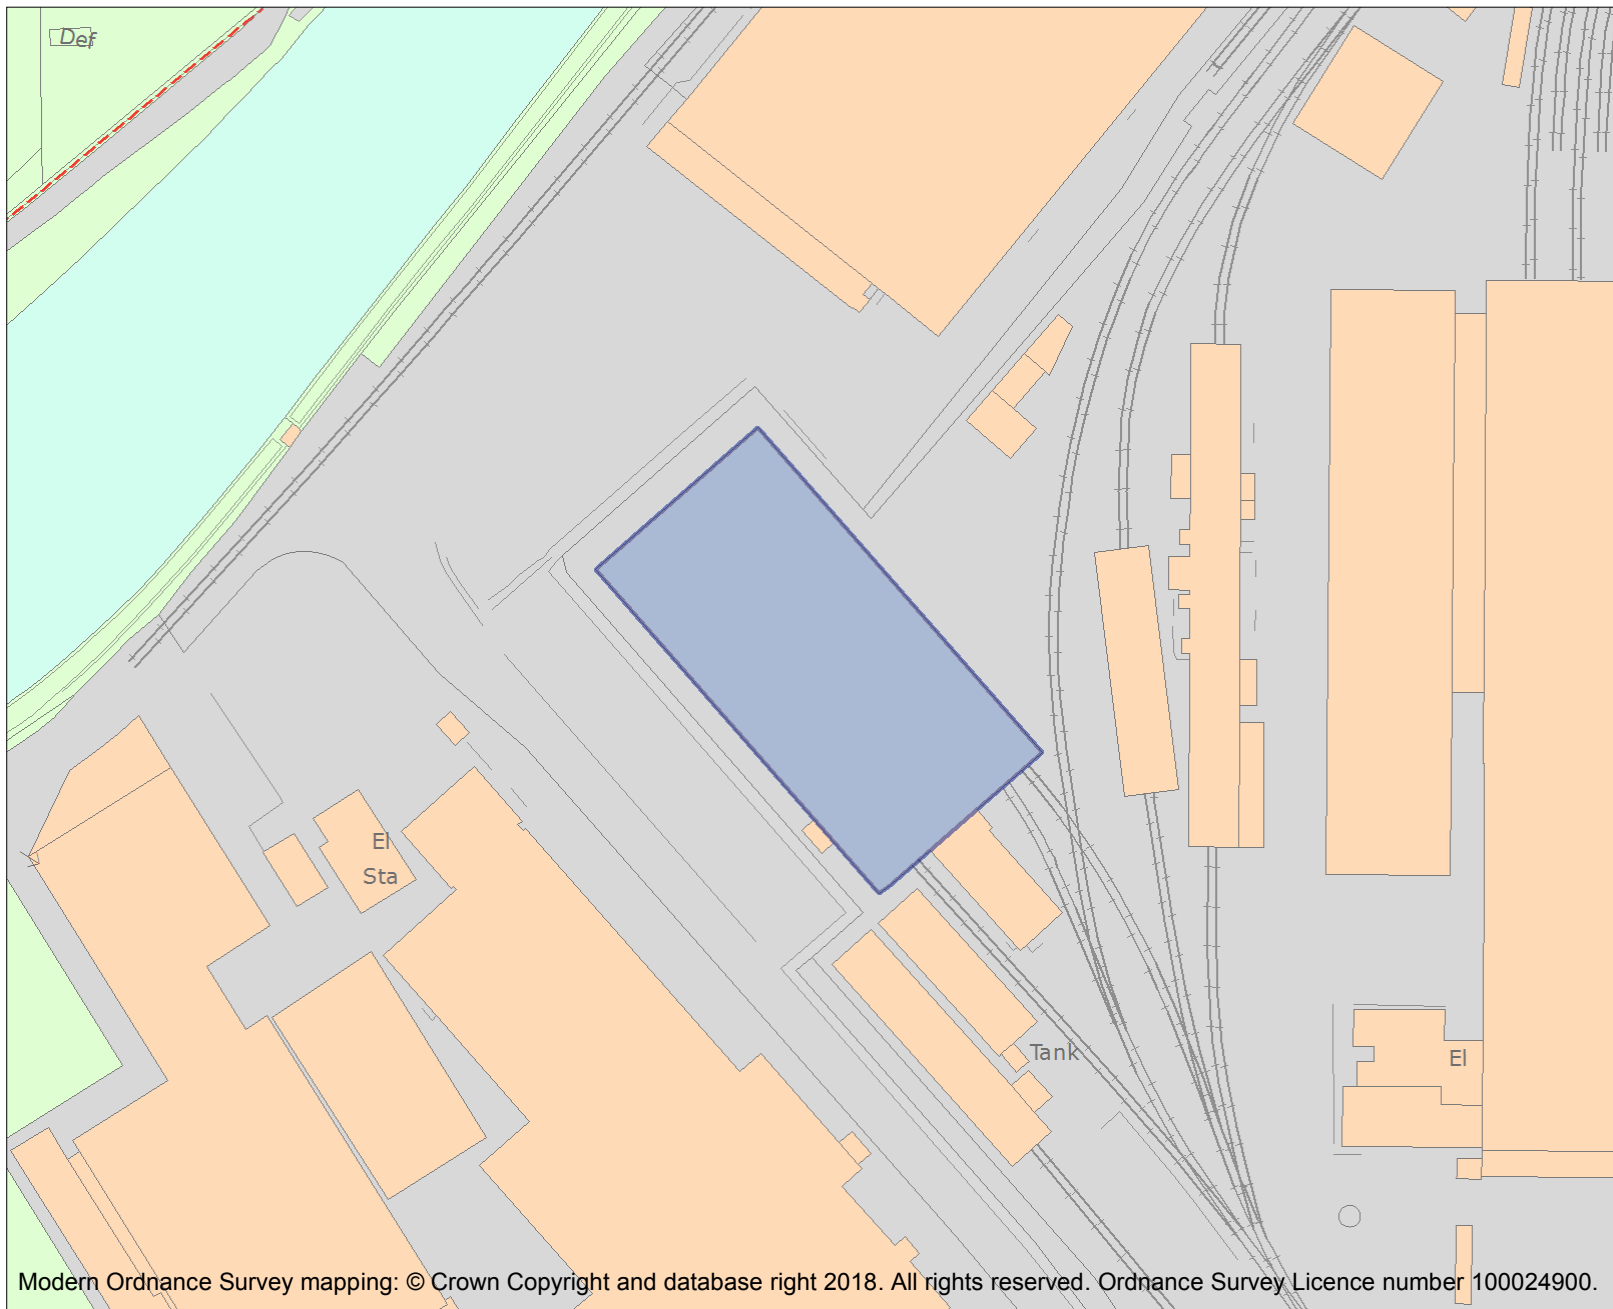 Def
El
Sta
Tank
El
Modern Ordnance Survey mapping: © Crown Copyright and database right 2018. All rights reserved. Ordnance Survey Licence number 100024900.